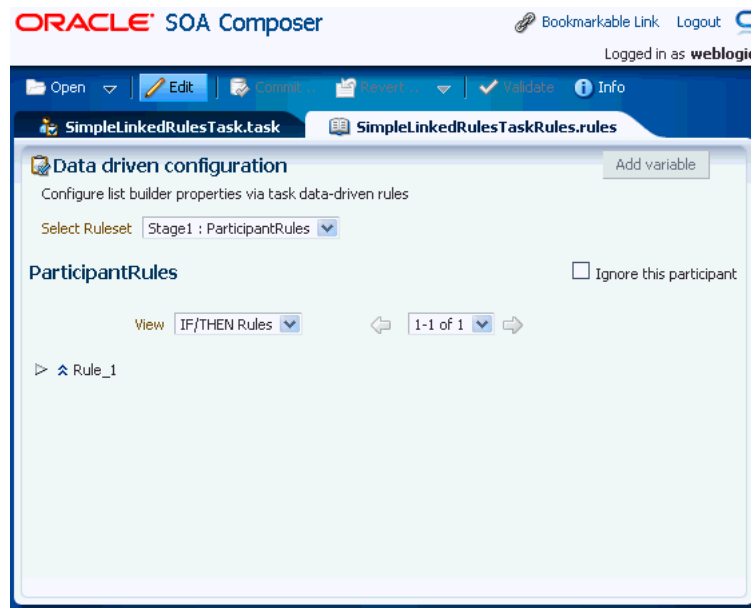 ORACLE SOA Composer
Bookmarkable Link Logout
Logged in as weblogic
Open Edit Commit .. Revert .. Validate Info
SimpleLinkedRulesTask.task SimpleLinkedRulesTaskRules.rules
Data driven configuration Add variable
Configure list builder properties via task data-driven rules
Select Ruleset Stage1 : ParticipantRules
ParticipantRules Ignore this participant
View IF/THEN Rules 1-1 of 1
Rule_1